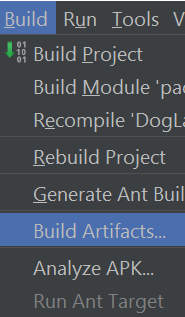 Build Run Tools V
Build Project
Build Module 'pac
Recompile 'DogLa
Rebuild Project
Generate Ant Buil
Build Artifacts...
Analyze APK...
Run Ant Target